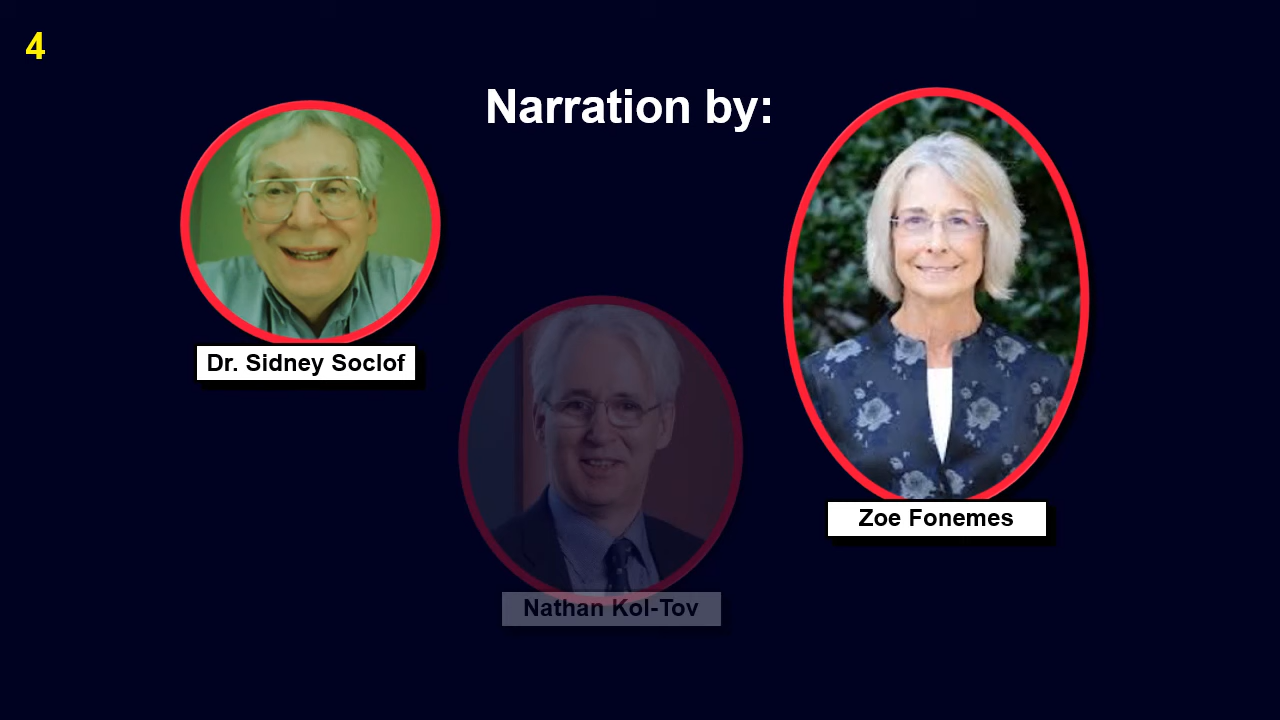 4
Narration by:
Dr. Sidney Soclof
Zoe Fonemes
Nathan Kol-Tov